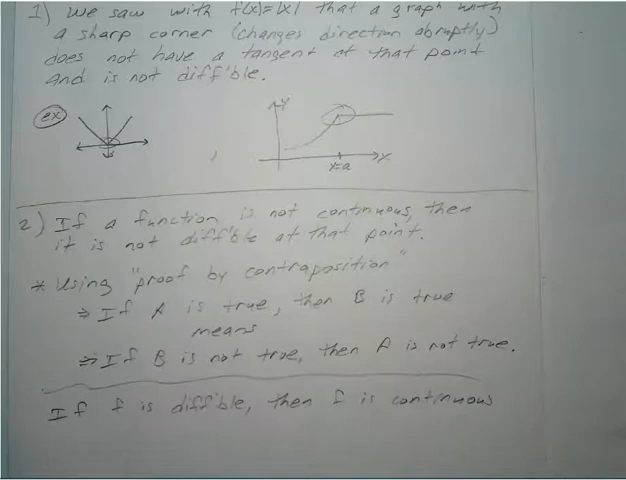 1) We saw with f(x)=|x| that a graph with
a sharp corner (changes direction abruptly)
does not have a tangent at that point
and is not diff'ble.
ex
y
x
x=a
2) If a function is not continuous, then
it is not diff'ble at that point.
* Using "proof by contraposition"
⇒ If A is true, then B is true
means
⇒ If B is not true, then A is not true.
If f is diff'ble, then f is continuous